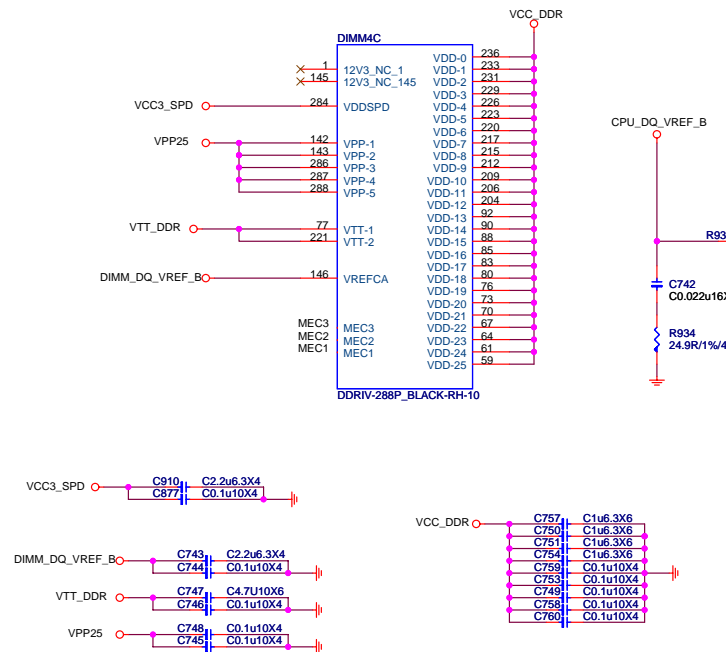 VCC_DDR
DIMM4C
1 12V3_NC_1 VDD-0 236
145 12V3_NC_145 VDD-1 233
VDD-2 231
VDD-3 229
VCC3_SPD 284 VDDSPD VDD-4 226
VDD-5 223
VDD-6 220
VPP25 142 VPP-1 VDD-7 217
143 VPP-2 VDD-8 215
286 VPP-3 VDD-9 212
287 VPP-4 VDD-10 209
288 VPP-5 VDD-11 206
VDD-12 204
VDD-13 92
VTT_DDR 77 VTT-1 VDD-14 90
221 VTT-2 VDD-15 88
VDD-16 85
VDD-17 83
DIMM_DQ_VREF_B 146 VREFCA VDD-18 80
VDD-19 76
VDD-20 73
VDD-21 70
MEC3 MEC3 VDD-22 67
MEC2 MEC2 VDD-23 64
MEC1 MEC1 VDD-24 61
VDD-25 59
DDRIV-288P_BLACK-RH-10
CPU_DQ_VREF_B
R93
C742
C0.022u16X
R934
24.9R/1%/4
VCC3_SPD C910 C2.2u6.3X4
C877 C0.1u10X4
DIMM_DQ_VREF_B C743 C2.2u6.3X4
C744 C0.1u10X4
VTT_DDR C747 C4.7U10X6
C746 C0.1u10X4
VPP25 C748 C0.1u10X4
C745 C0.1u10X4
VCC_DDR C757 C1u6.3X6
C750 C1u6.3X6
C751 C1u6.3X6
C754 C1u6.3X6
C759 C0.1u10X4
C753 C0.1u10X4
C749 C0.1u10X4
C758 C0.1u10X4
C760 C0.1u10X4